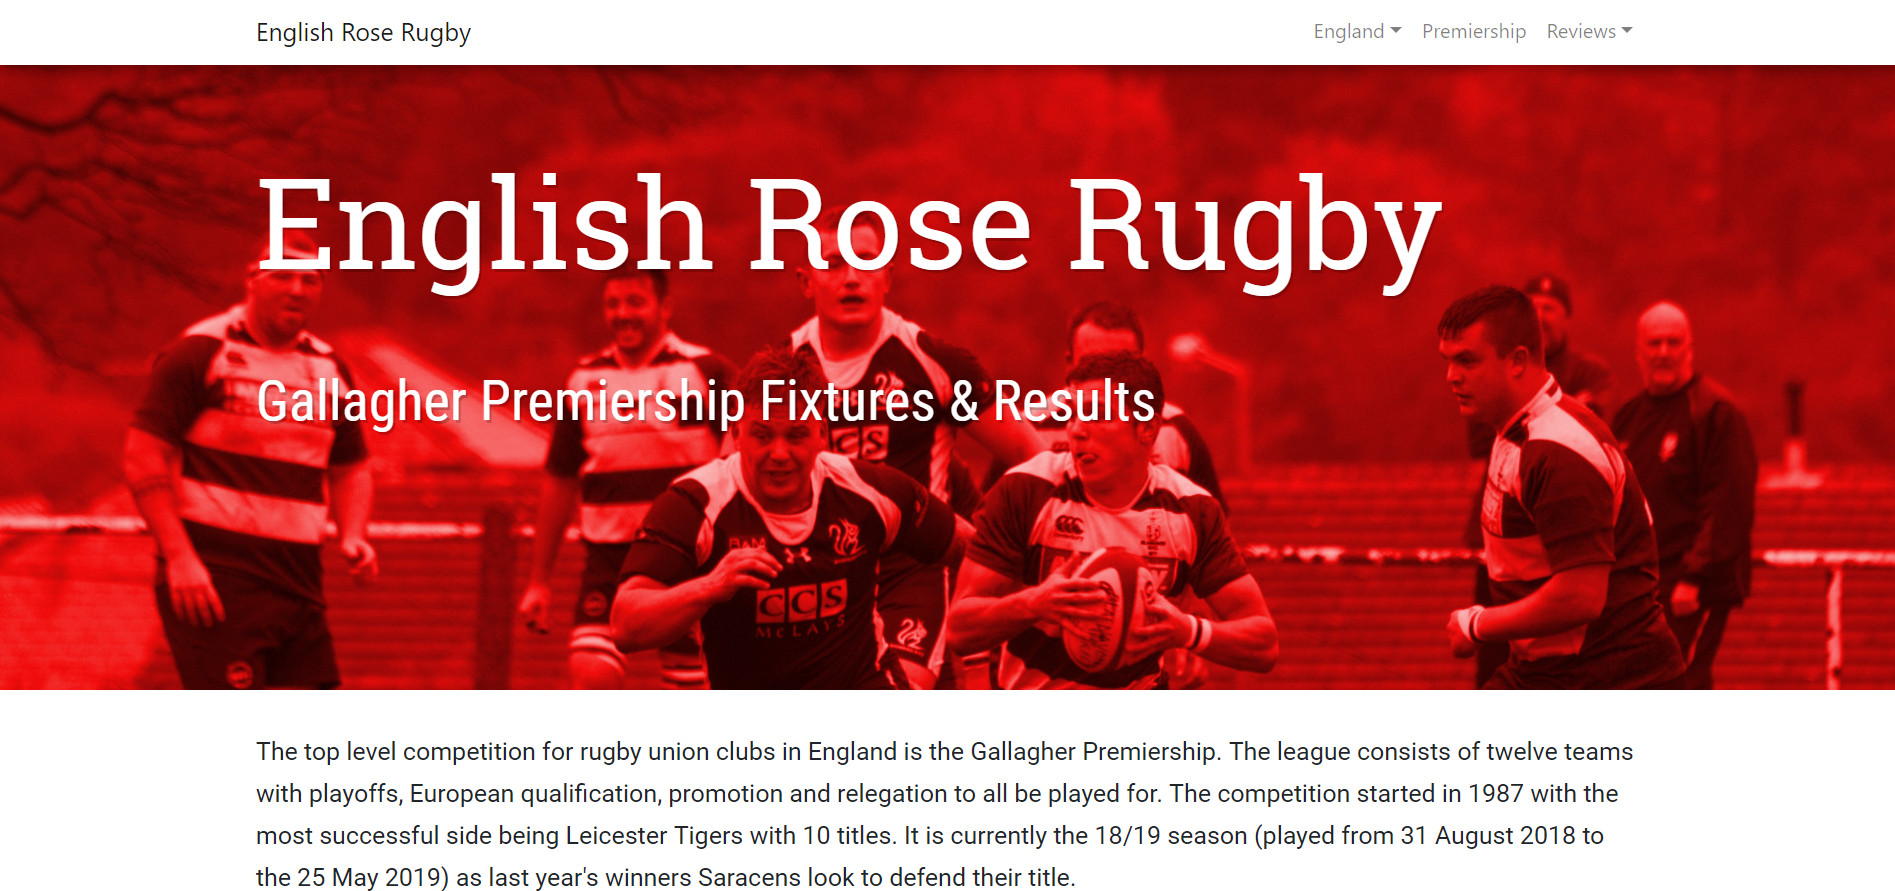 English Rose Rugby
England Premiership Reviews
English Rose Rugby
Gallagher Premiership Fixtures & Results
CCS
CCS
McLAYS
The top level competition for rugby union clubs in England is the Gallagher Premiership. The league consists of twelve teams
with playoffs, European qualification, promotion and relegation to all be played for. The competition started in 1987 with the
most successful side being Leicester Tigers with 10 titles. It is currently the 18/19 season (played from 31 August 2018 to
the 25 May 2019) as last year's winners Saracens look to defend their title.